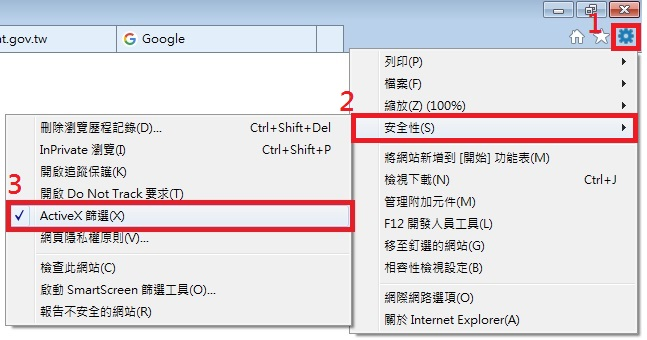 1
at.gov.tw
Google
列印(P)
檔案(F)
縮放(Z) (100%)
2
安全性(S)
將網站新增到 [開始] 功能表(M)
檢視下載(N) Ctrl+J
管理附加元件(M)
F12 開發人員工具(L)
移至釘選的網站(G)
相容性檢視設定(B)
網際網路選項(O)
關於 Internet Explorer(A)
刪除瀏覽歷程記錄(D)... Ctrl+Shift+Del
InPrivate 瀏覽(I) Ctrl+Shift+P
開啟追蹤保護(K)
3
開啟 Do Not Track 要求(T)
ActiveX 篩選(X)
網頁隱私權原則(V)...
檢查此網站(C)
啟動 SmartScreen 篩選工具(O)...
報告不安全的網站(R)